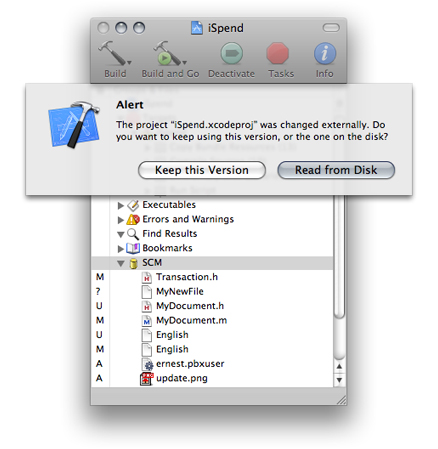 iSpend
Build
Build and Go
Deactivate
Tasks
Info
Alert
The project “iSpend.xcodeproj” was changed externally. Do
you want to keep using this version, or the one on the disk?
Keep this Version
Read from Disk
Executables
Errors and Warnings
Find Results
Bookmarks
SCM
M Transaction.h
? MyNewFile
U MyDocument.h
M MyDocument.m
U English
M English
A ernest.pbxuser
A update.png